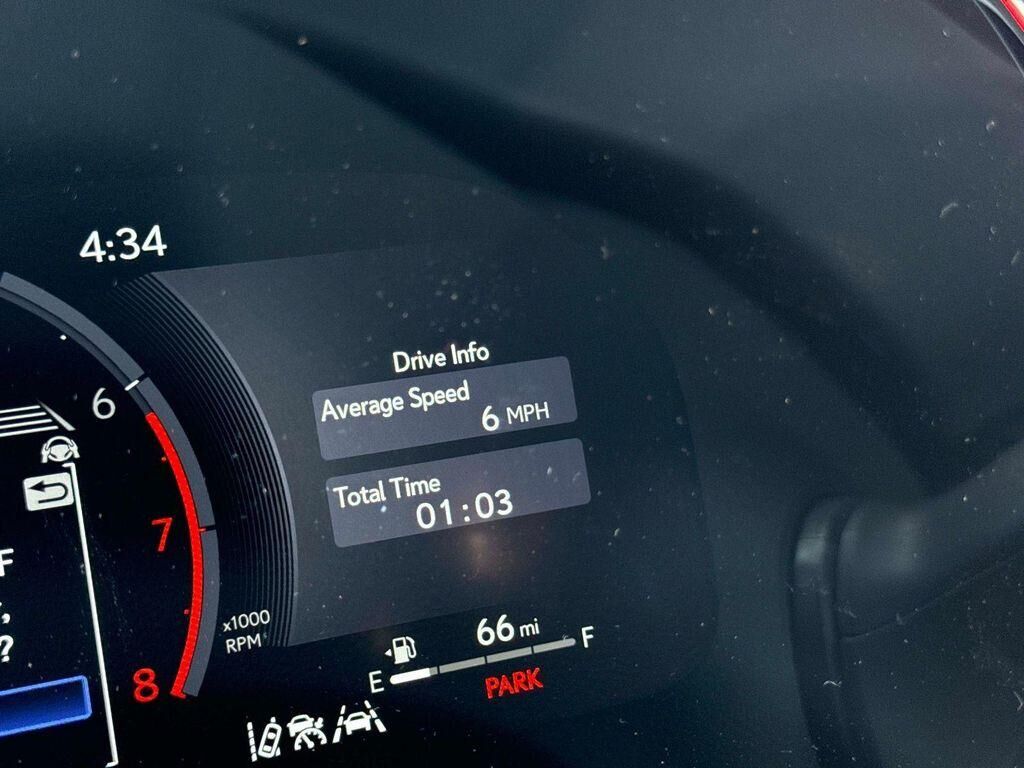 4:34
Drive Info
Average Speed
6 MPH
Total Time
01:03
6
7
8
x1000
RPM
F
,
?
66 mi
E F
PARK